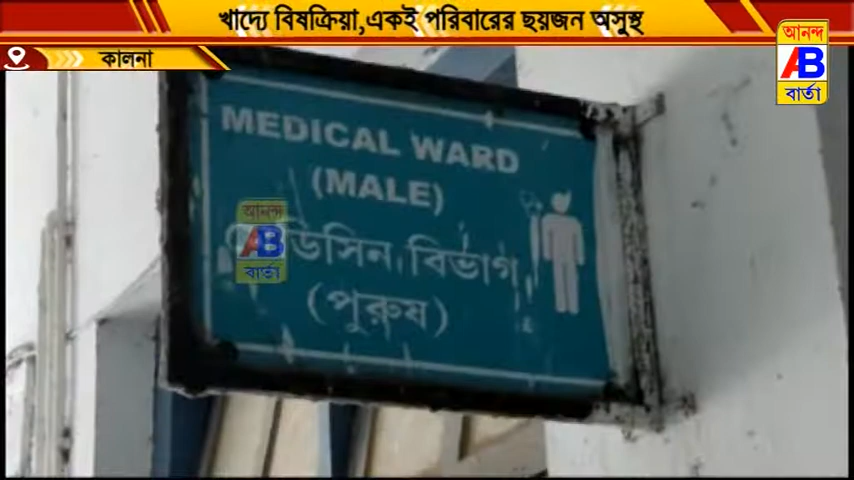 খাদ্যে বিষক্রিয়া,একই পরিবারের ছয়জন অসুস্থ
কালনা
আনন্দ
AB
বার্তা
MEDICAL WARD
(MALE)
আনন্দ
AB
বার্তা
বিভাগ
(পুরুষ)